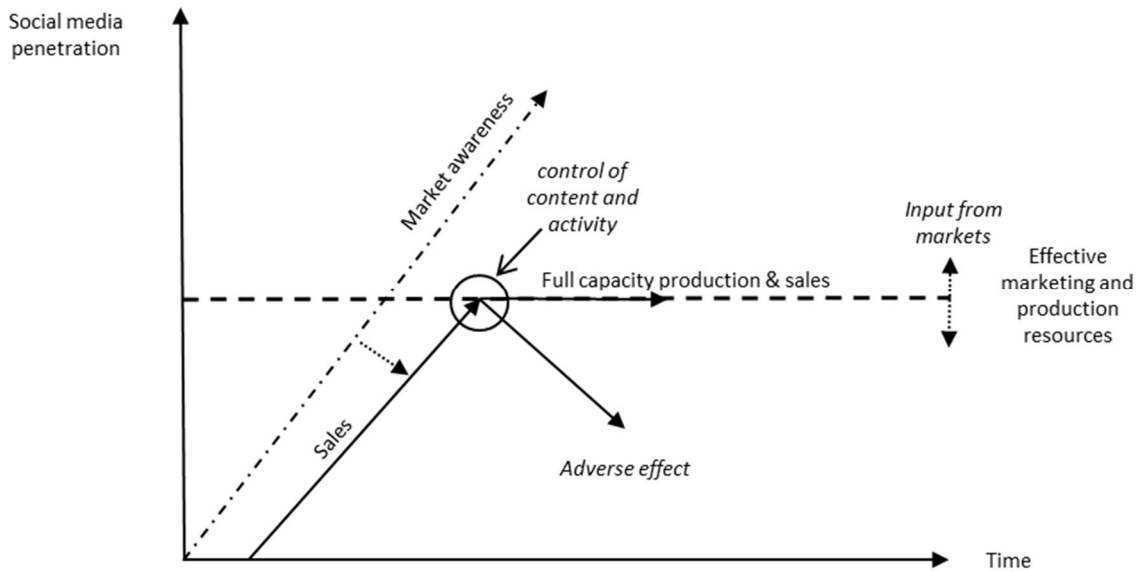 Social media
penetration
Market awareness
control of
content and
activity
Input from
markets
Full capacity production & sales
Effective
marketing and
production
resources
Sales
Adverse effect
Time